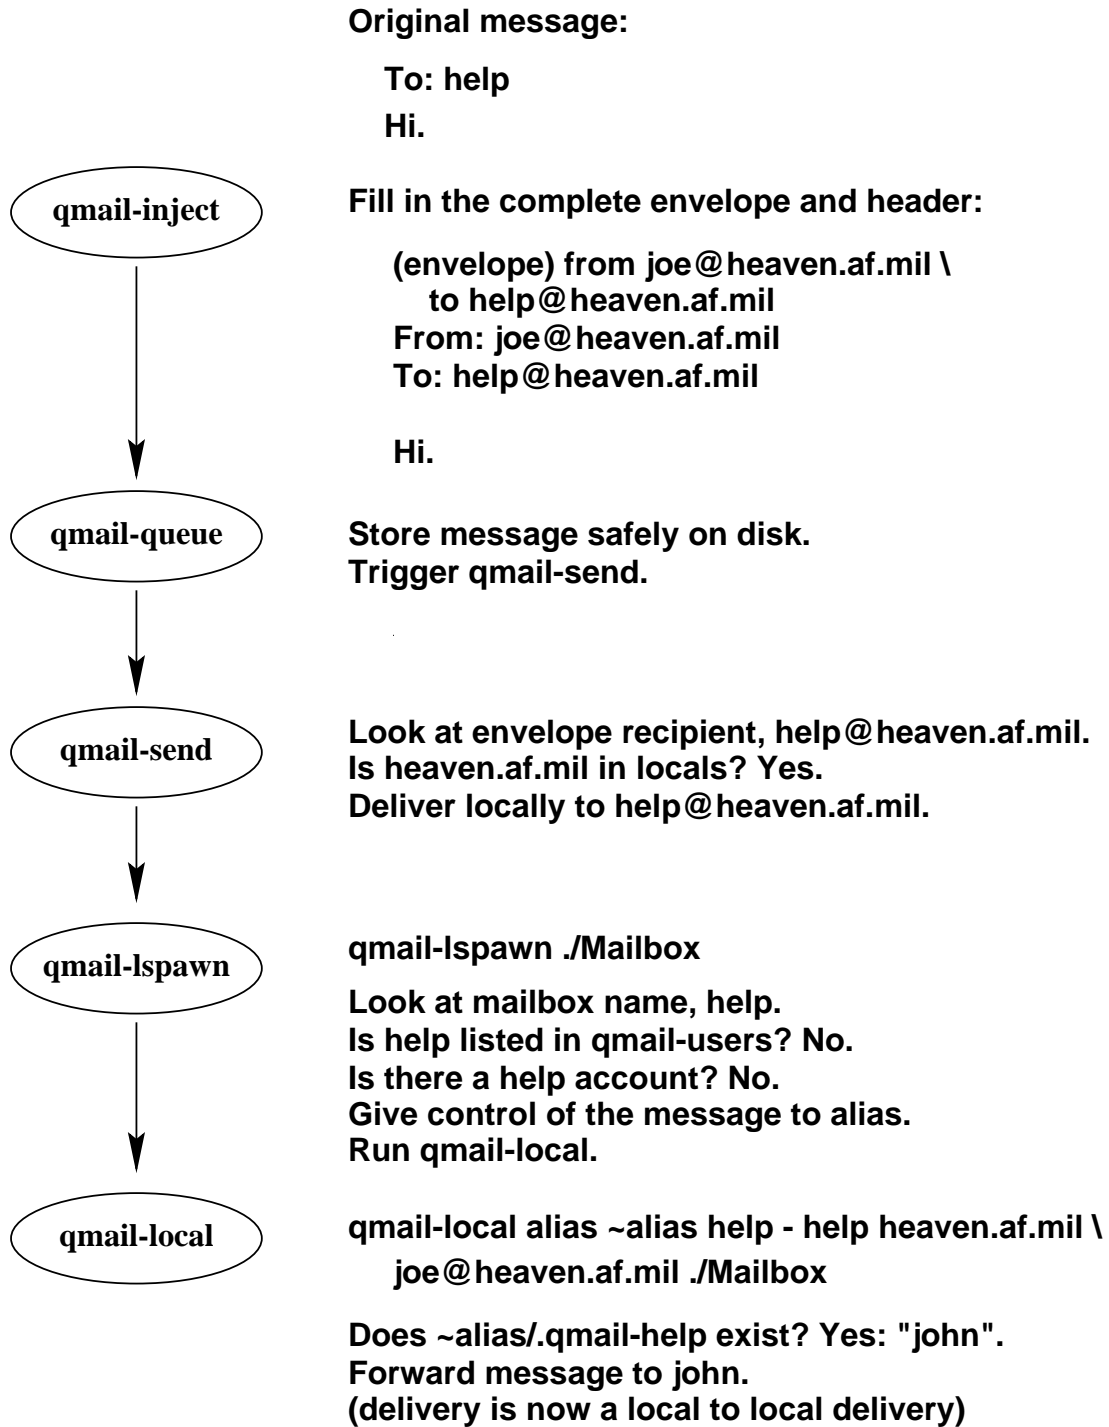 Original message:
To: help
Hi.
qmail-inject
Fill in the complete envelope and header:
(envelope) from joe@heaven.af.mil \
to help@heaven.af.mil
From: joe@heaven.af.mil
To: help@heaven.af.mil
Hi.
qmail-queue
Store message safely on disk.
Trigger qmail-send.
qmail-send
Look at envelope recipient, help@heaven.af.mil.
Is heaven.af.mil in locals? Yes.
Deliver locally to help@heaven.af.mil.
qmail-lspawn
qmail-lspawn ./Mailbox
Look at mailbox name, help.
Is help listed in qmail-users? No.
Is there a help account? No.
Give control of the message to alias.
Run qmail-local.
qmail-local
qmail-local alias ~alias help - help heaven.af.mil \
joe@heaven.af.mil ./Mailbox
Does ~alias/.qmail-help exist? Yes: "john".
Forward message to john.
(delivery is now a local to local delivery)